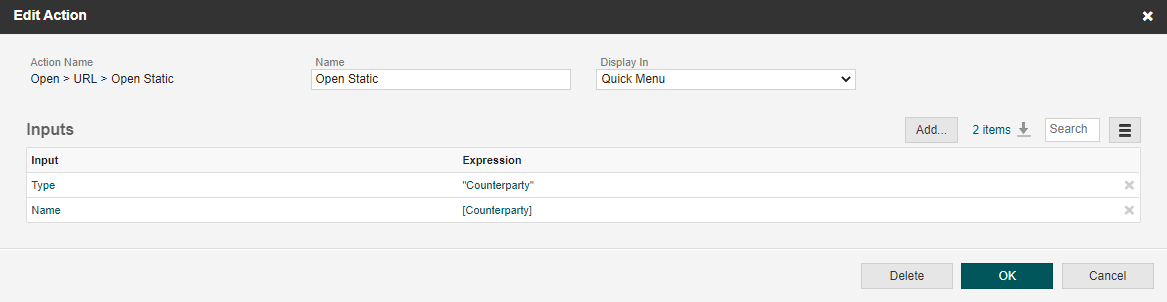 Edit Action
Action Name Name Display In
Open > URL > Open Static Open Static Quick Menu
Inputs Add... 2 items Search
Input Expression
Type "Counterparty"
Name [Counterparty]
Delete OK Cancel